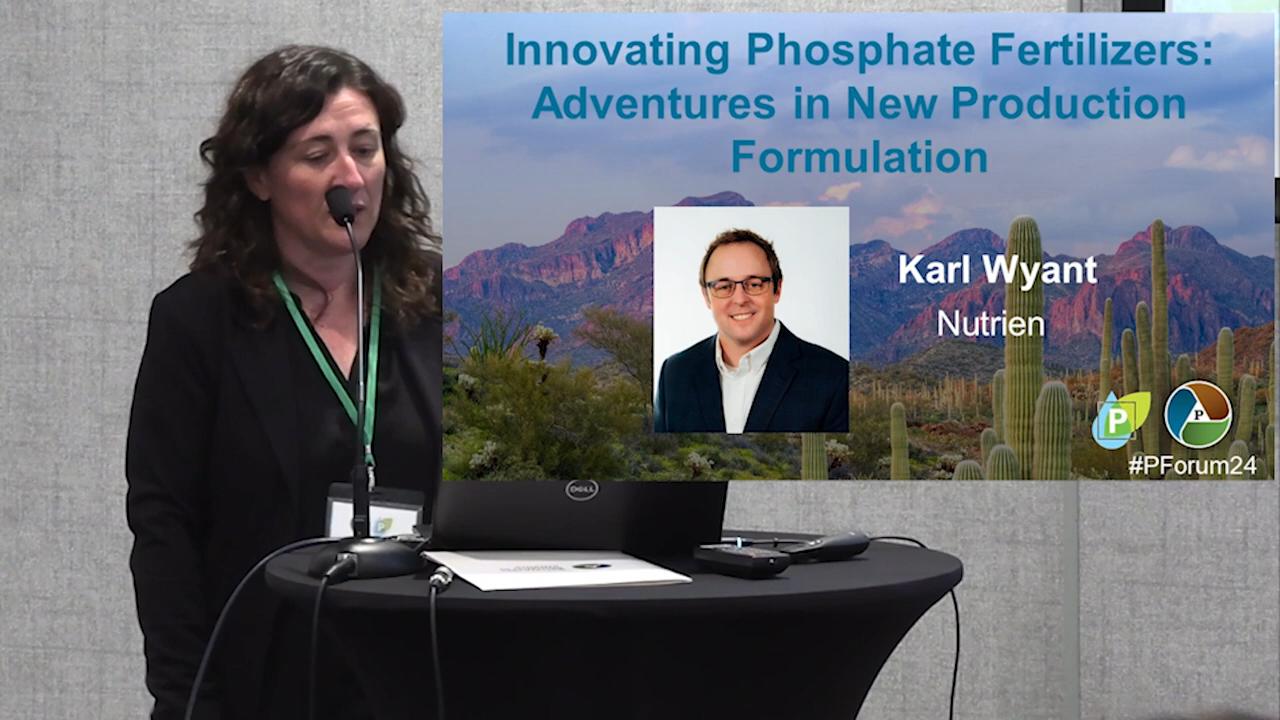 Innovating Phosphate Fertilizers:
Adventures in New Production
Formulation
Karl Wyant
Nutrien
P
P
#PForum24
DELL
P